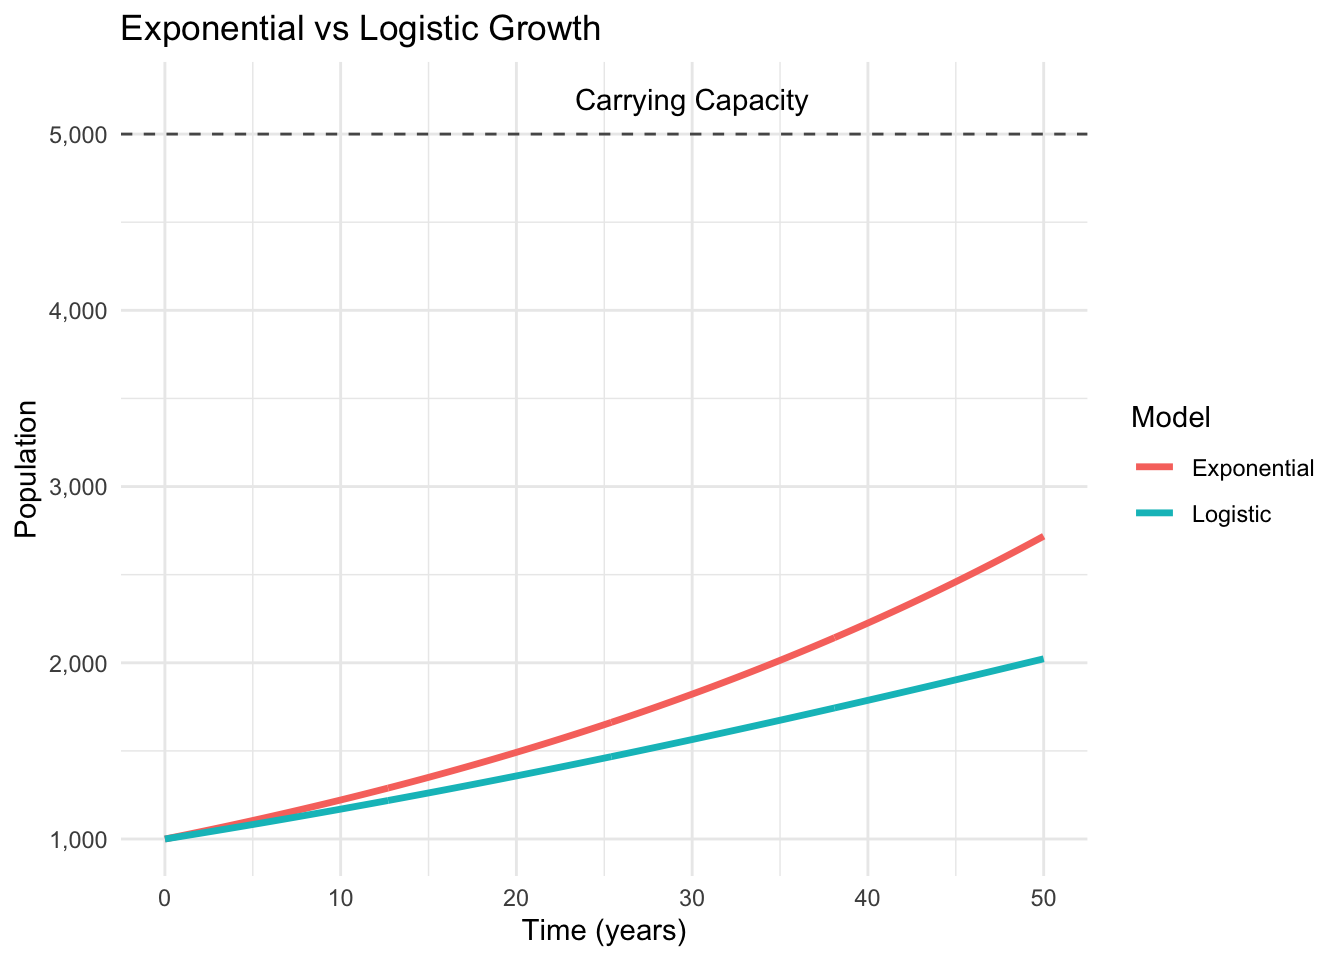 Exponential vs Logistic Growth
Carrying Capacity
5,000
4,000
3,000
2,000
1,000
Population
0 10 20 30 40 50
Time (years)
Model
Exponential
Logistic